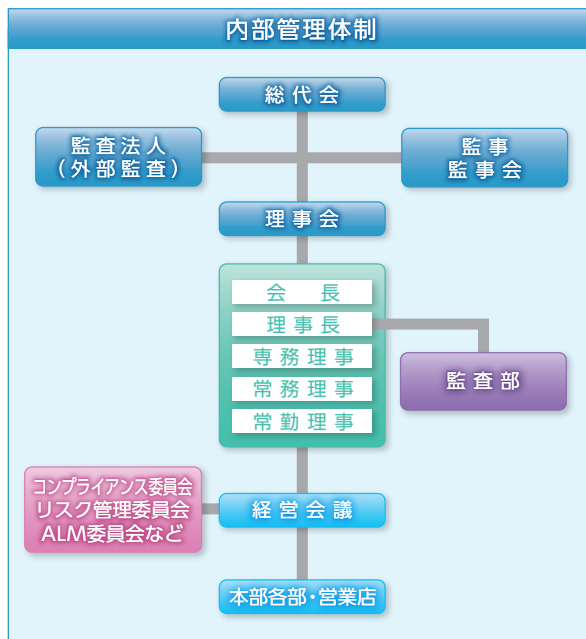 内部管理体制
総代会
監査法人
（外部監査）
監事
監事会
理事会
会　長
理事長
専務理事
常務理事
常勤理事
監査部
コンプライアンス委員会
リスク管理委員会
ALM委員会など
経営会議
本部各部・営業店